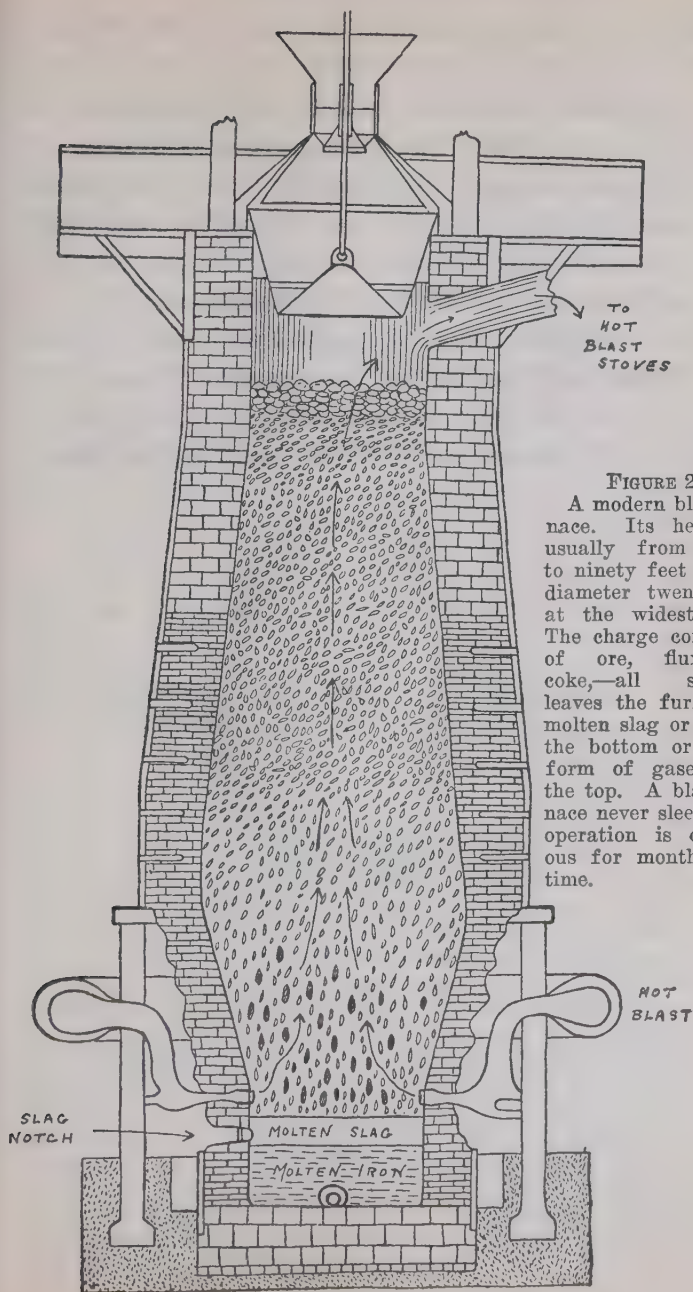 TO
HOT
BLAST
STOVES
FIGURE 2
A modern bl
nace. Its he
usually from
to ninety feet
diameter twen
at the widest
The charge con
of ore, flux
coke,—all s
leaves the fur
molten slag or
the bottom or
form of gase
the top. A bla
nace never slee
operation is c
ous for month
time.
HOT
BLAST
SLAG
NOTCH
MOLTEN SLAG
MOLTEN IRON